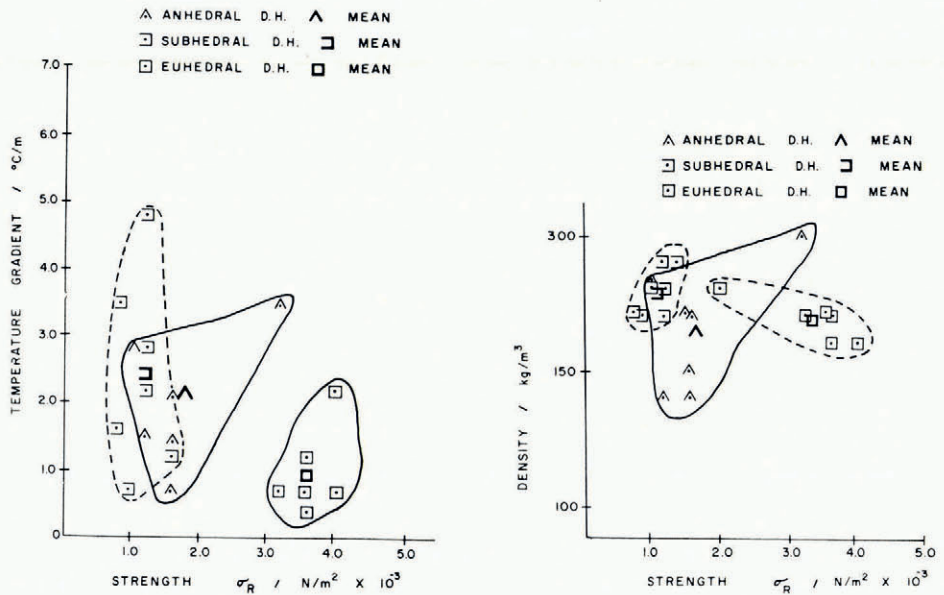 ANHEDRAL D.H. MEAN
SUBHEDRAL D.H. MEAN
EUHEDRAL D.H. MEAN
7.0
6.0
5.0
4.0
3.0
2.0
1.0
0
TEMPERATURE GRADIENT / °C/m
1.0 2.0 3.0 4.0 5.0
STRENGTH σR / N/m² × 10⁻³
ANHEDRAL D.H. MEAN
SUBHEDRAL D.H. MEAN
EUHEDRAL D.H. MEAN
300
150
100
DENSITY / kg/m³
1.0 2.0 3.0 4.0 5.0
STRENGTH σR / N/m² × 10⁻³